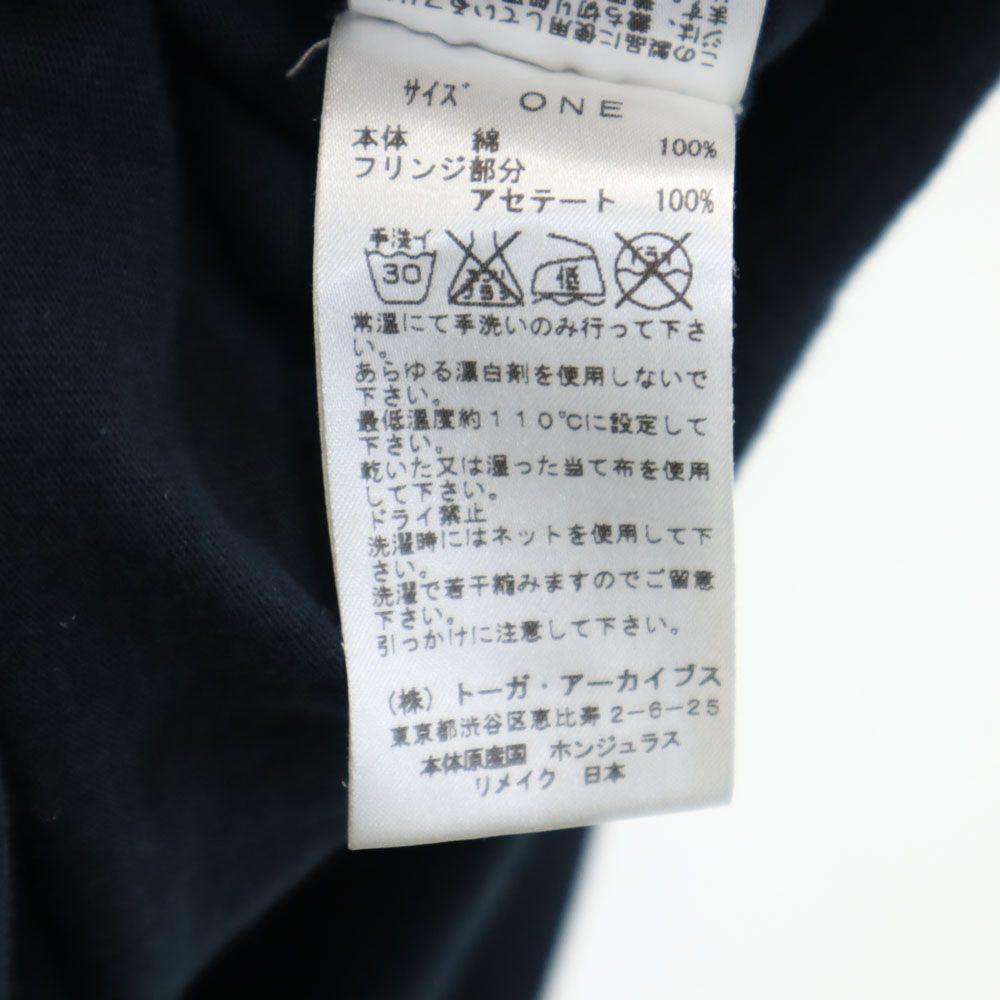 サイズ ONE
本体 綿 100%
フリンジ部分
アセテート 100%
手洗イ
30
エンソ
サラシ
低
ドライ
常温にて手洗いのみ行って下さ
い。
あらゆる漂白剤を使用しないで
下さい。
最低温度約110℃に設定して
下さい。
乾いた又は湿った当て布を使用
して下さい。
ドライ禁止
洗濯時にはネットを使用して下
さい。
洗濯で若干縮みますのでご留意
下さい。
引っかけに注意して下さい。
(株)トーガ・アーカイブス
東京都渋谷区恵比寿2-6-25
本体原産国 ホンジュラス
リメイク 日本